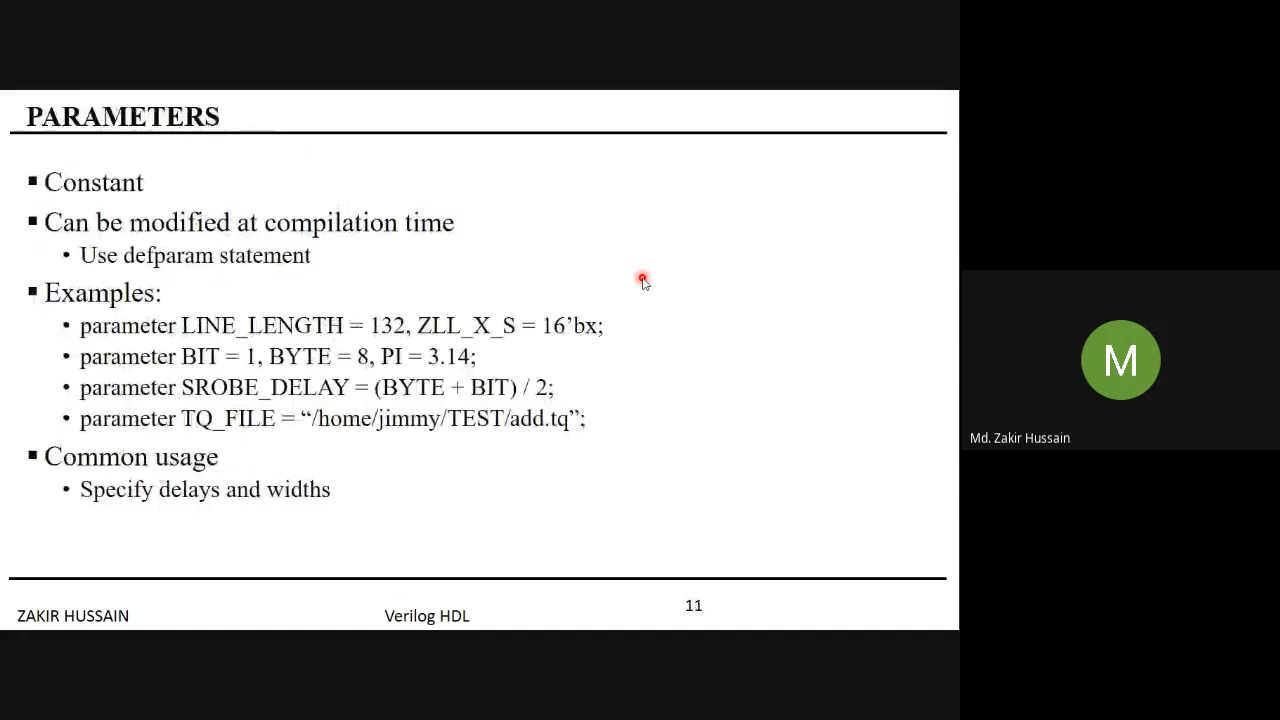 PARAMETERS
▪ Constant
▪ Can be modified at compilation time
• Use defparam statement
▪ Examples:
• parameter LINE_LENGTH = 132, ZLL_X_S = 16’bx;
• parameter BIT = 1, BYTE = 8, PI = 3.14;
• parameter SROBE_DELAY = (BYTE + BIT) / 2;
• parameter TQ_FILE = “/home/jimmy/TEST/add.tq”;
▪ Common usage
• Specify delays and widths
ZAKIR HUSSAIN
Verilog HDL
11
M
Md. Zakir Hussain